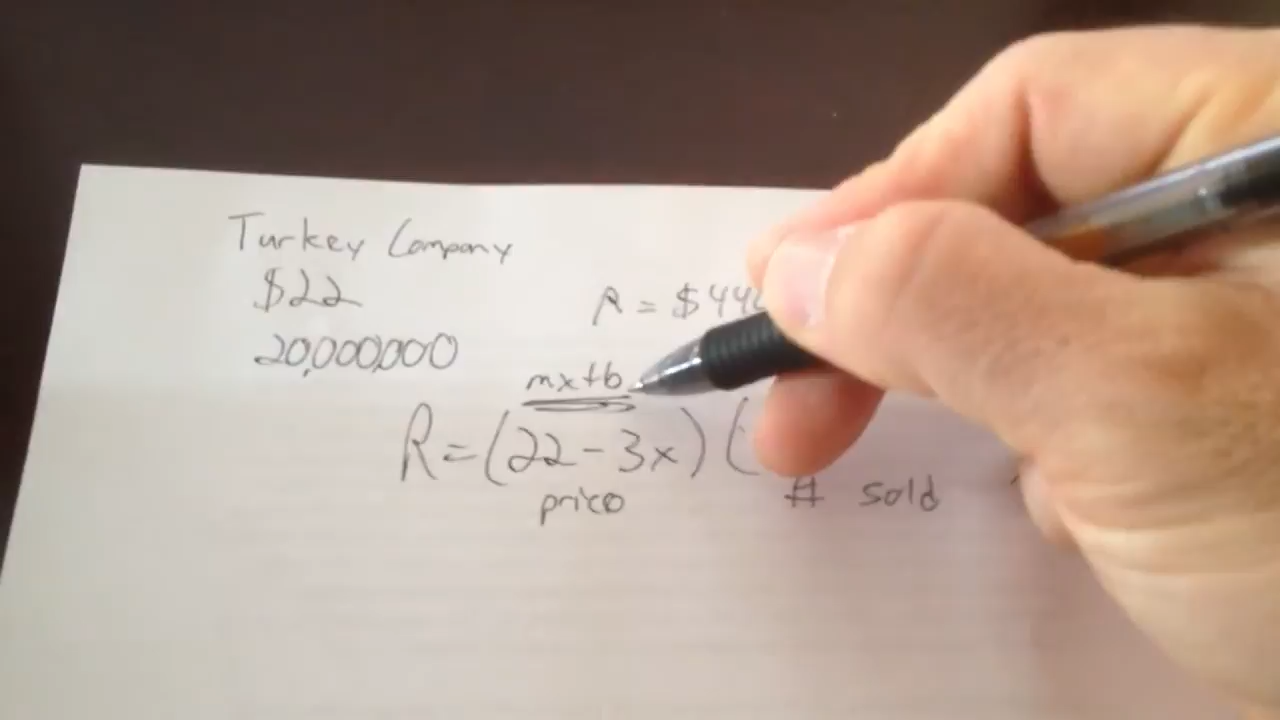 Turkey Company
$22
R = $44
20,000,000
mx+b
R=(22-3x)(
price
# sold